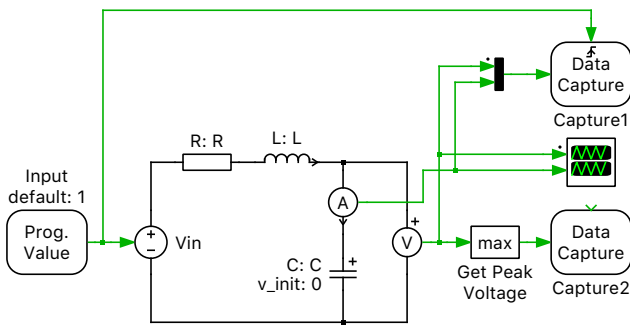 Data
Capture
Capture1
R: R
L: L
Input
default: 1
A
Prog.
Value
+
−
Vin
+
V
max
Data
Capture
C: C
+
v_init: 0
Get Peak
Voltage
Capture2